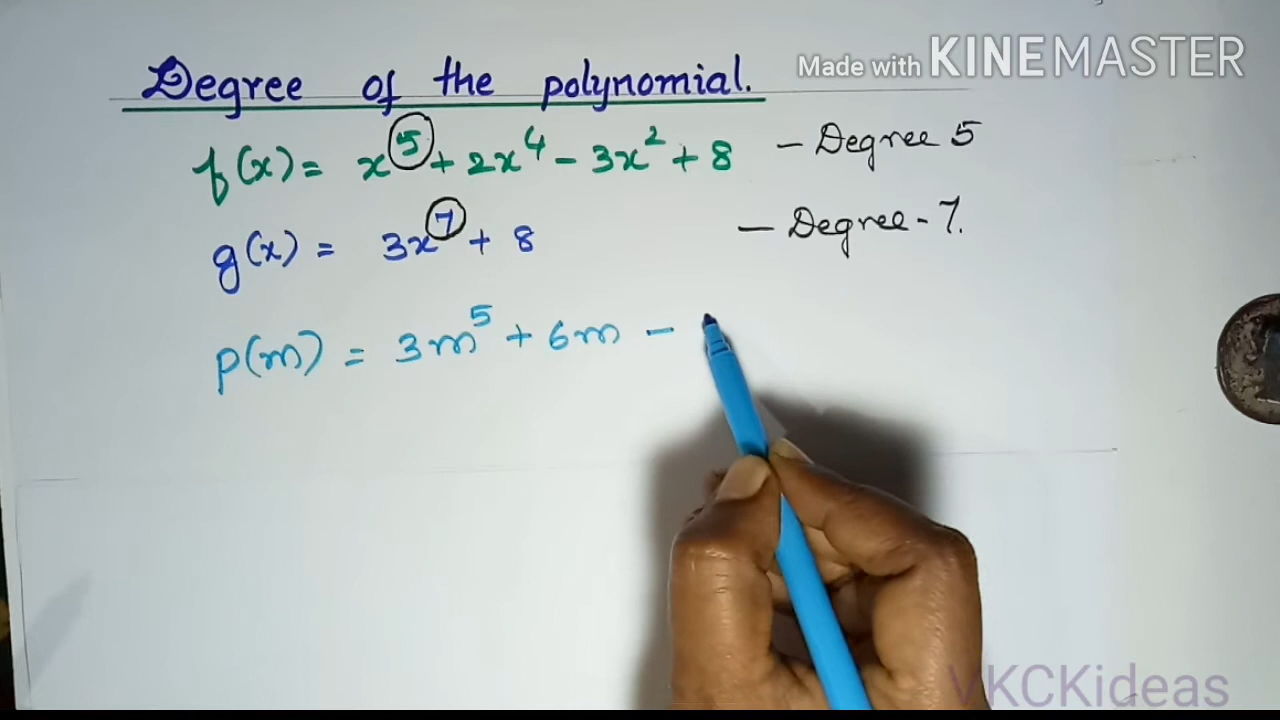 Made with KINEMASTER
Degree of the polynomial.
f(x) = x⁵ + 2x⁴ - 3x² + 8 - Degree 5
g(x) = 3x⁷ + 8 - Degree - 7.
p(m) = 3m⁵ + 6m -
VKCKideas